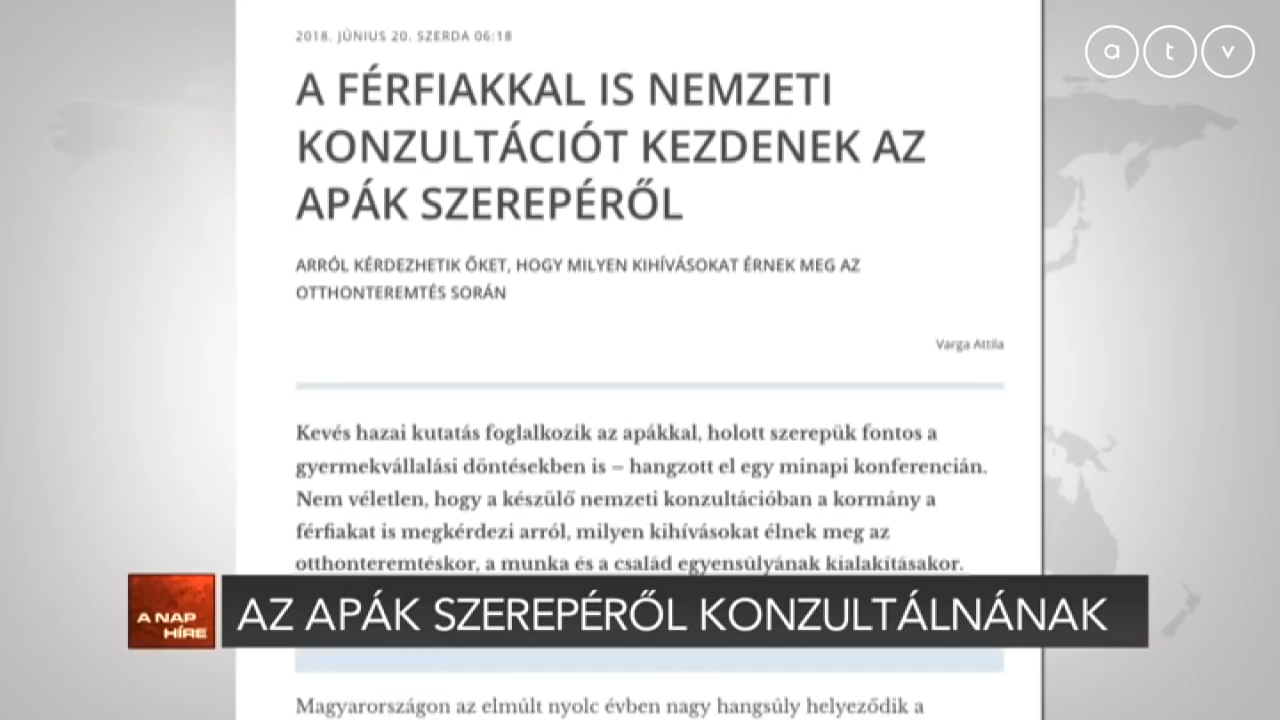 2018. JÚNIUS 20. SZERDA 06:18
a t v
A FÉRFIAKKAL IS NEMZETI
KONZULTÁCIÓT KEZDENEK AZ
APÁK SZEREPÉRŐL
ARRÓL KÉRDEZHETIK ŐKET, HOGY MILYEN KIHÍVÁSOKAT ÉRNEK MEG AZ
OTTHONTEREMTÉS SORÁN
Varga Attila
Kevés hazai kutatás foglalkozik az apákkal, holott szerepük fontos a
gyermekvállalási döntésekben is – hangzott el egy minapi konferencián.
Nem véletlen, hogy a készülő nemzeti konzultációban a kormány a
férfiakat is megkérdezi arról, milyen kihívásokat élnek meg az
otthonteremtéskor, a munka és a család egyensúlyának kialakításakor.
A NAP
HÍRE
AZ APÁK SZEREPÉRŐL KONZULTÁLNÁNAK
Magyarországon az elmúlt nyolc évben nagy hangsúly helyeződik a